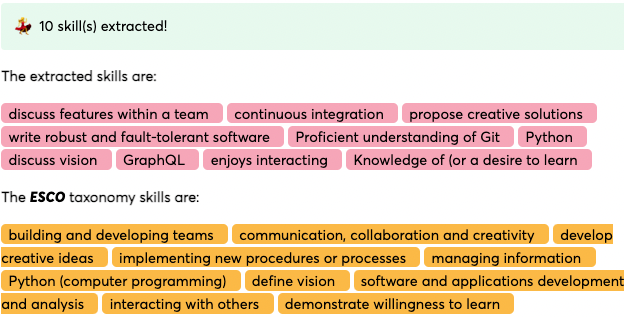 10 skill(s) extracted!
The extracted skills are:
discuss features within a team continuous integration propose creative solutions
write robust and fault-tolerant software Proficient understanding of Git Python
discuss vision GraphQL enjoys interacting Knowledge of (or a desire to learn
The ESCO taxonomy skills are:
building and developing teams communication, collaboration and creativity develop
creative ideas implementing new procedures or processes managing information
Python (computer programming) define vision software and applications development
and analysis interacting with others demonstrate willingness to learn